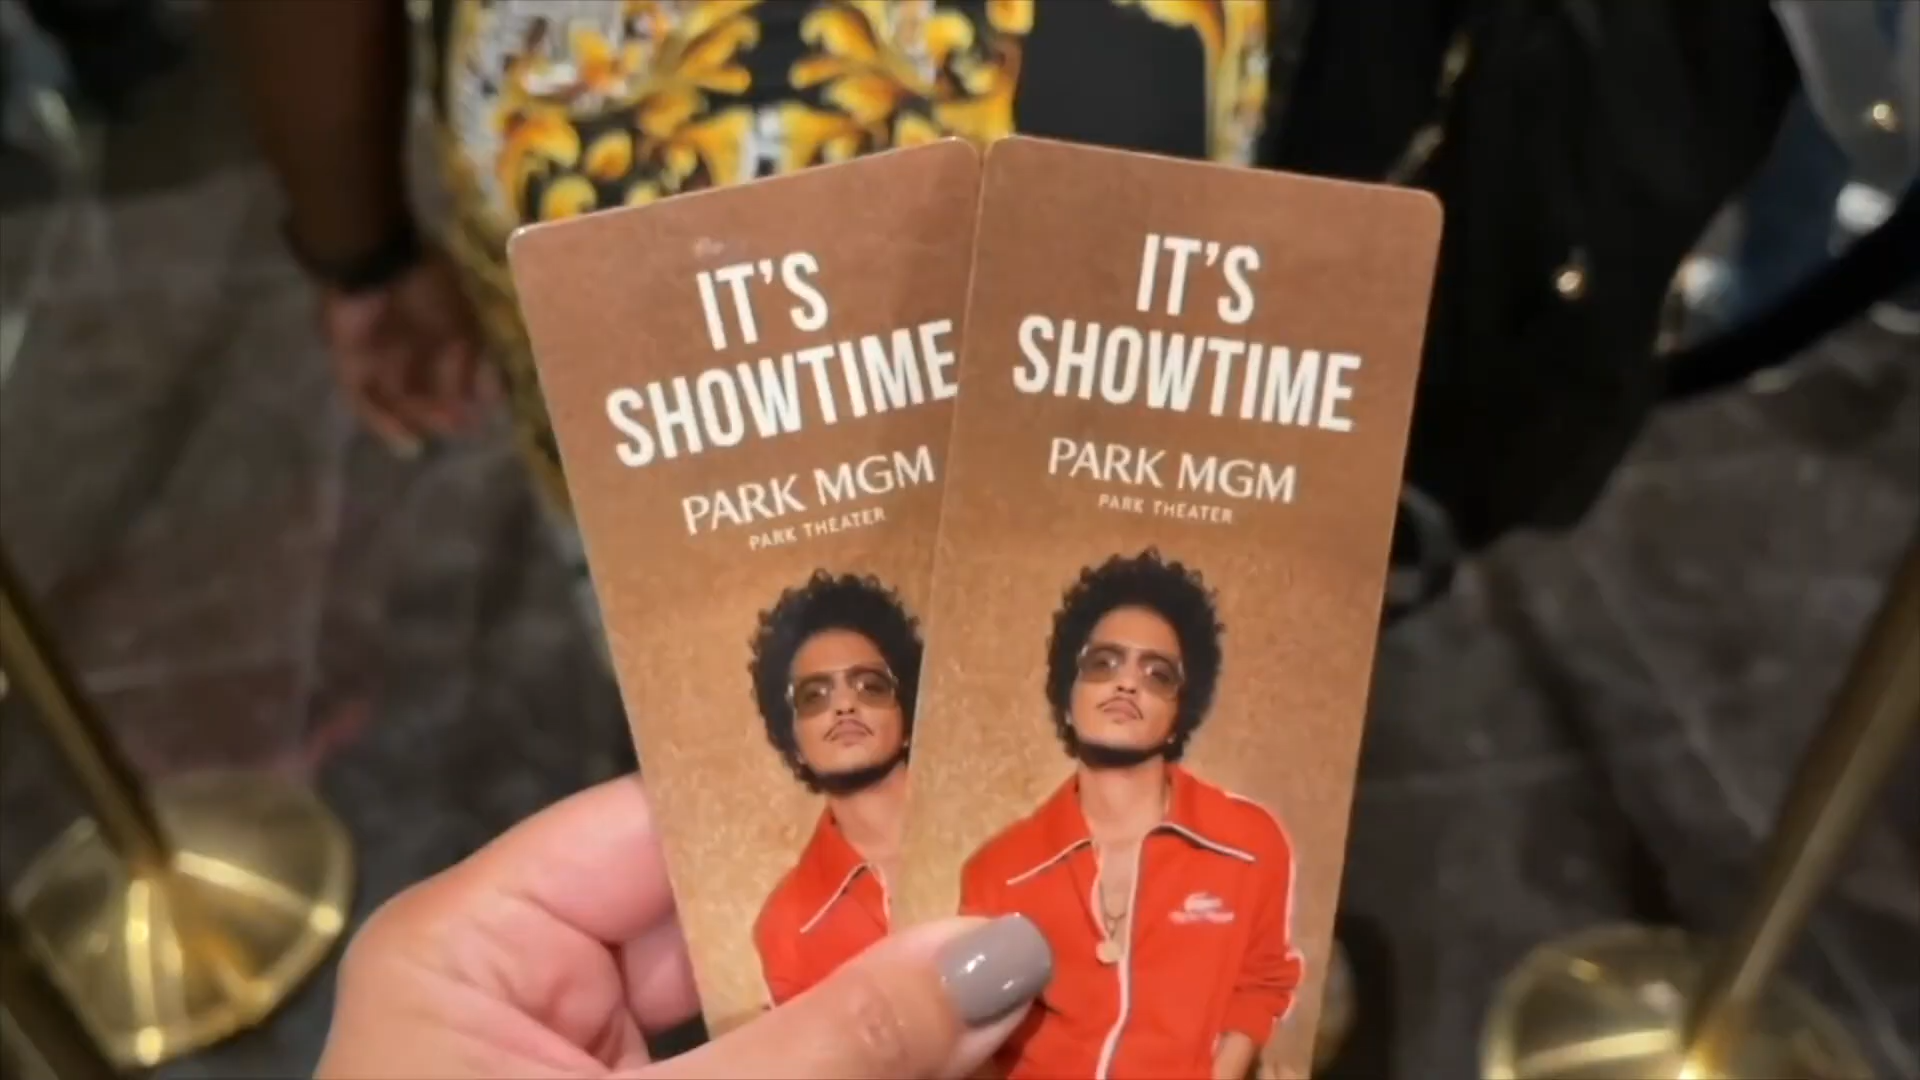 IT'S
SHOWTIME
PARK MGM
PARK THEATER
IT'S
SHOWTIME
PARK MGM
PARK THEATER